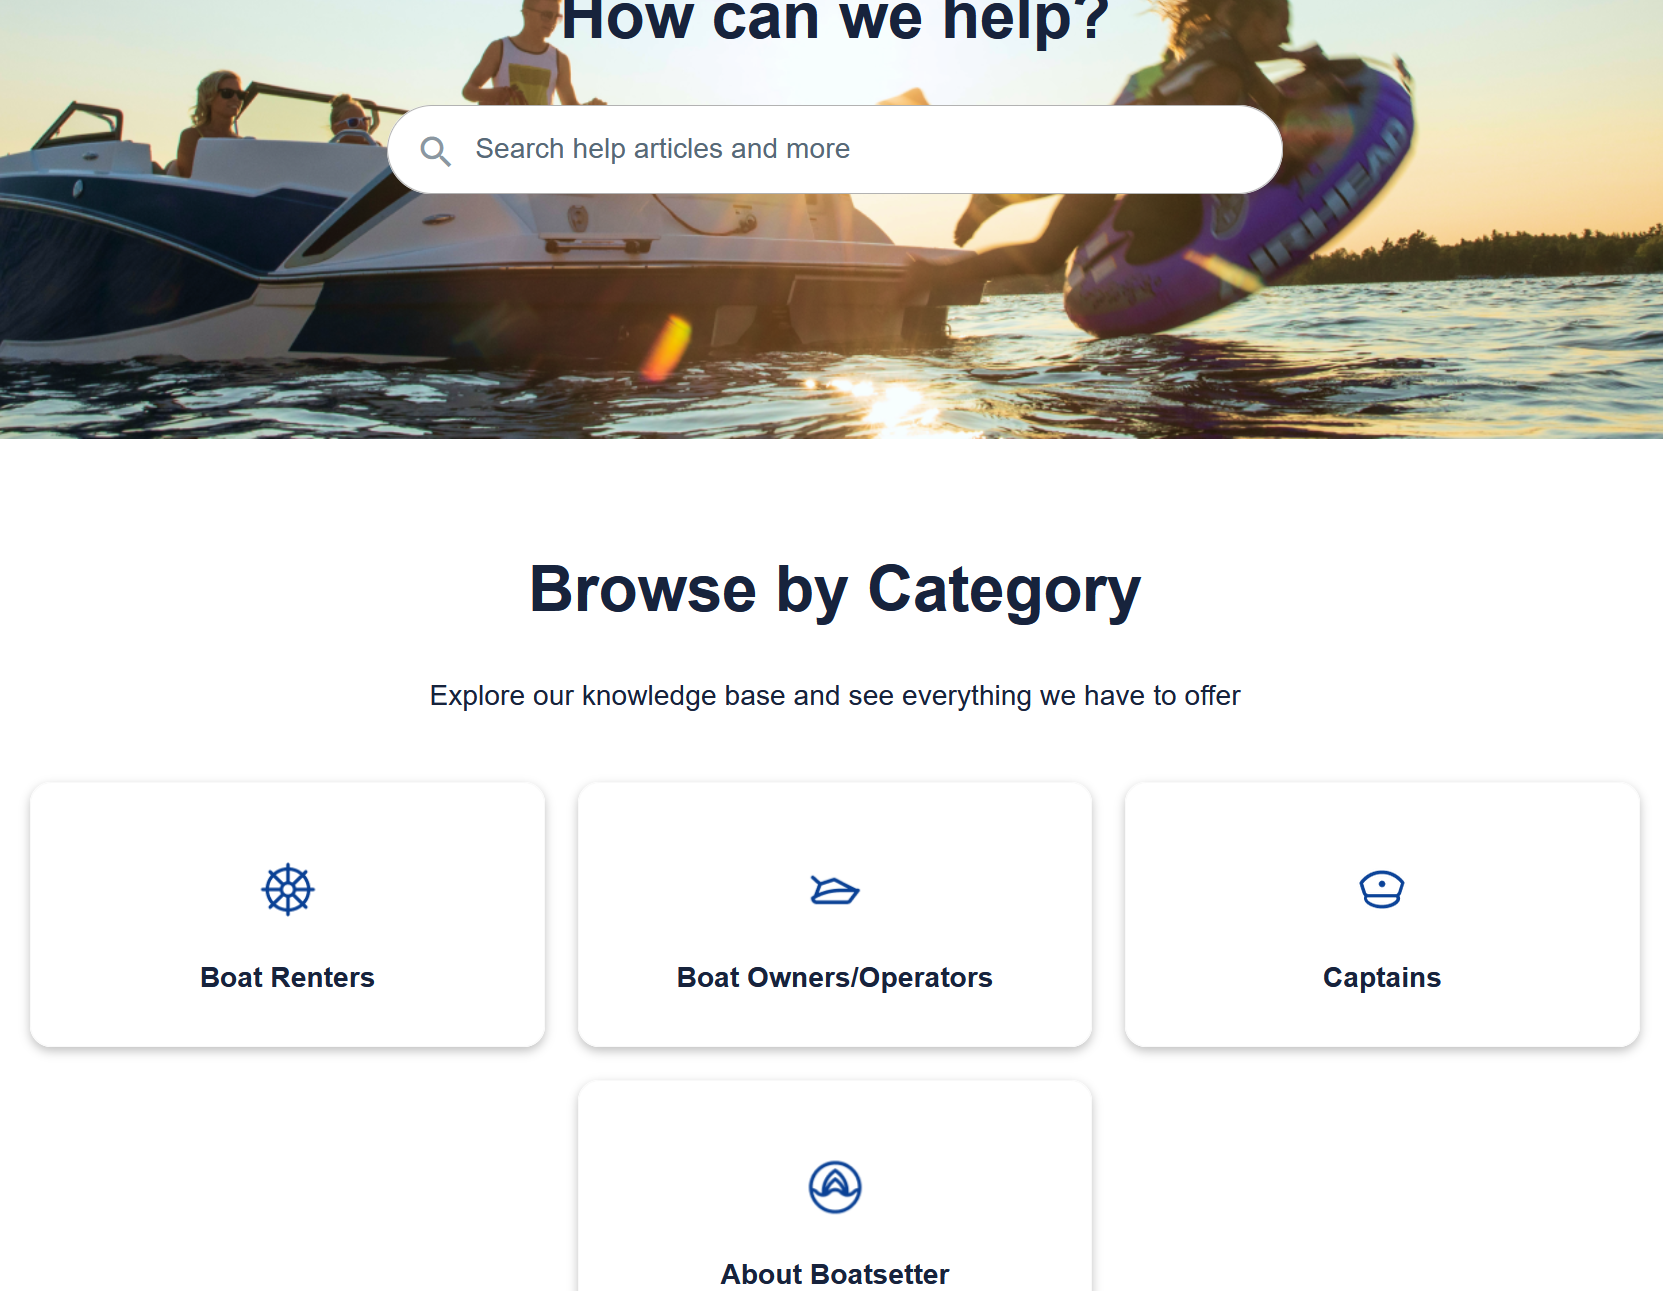 How can we help?
Search help articles and more
AIRHEAD
Browse by Category
Explore our knowledge base and see everything we have to offer
Boat Renters
Boat Owners/Operators
Captains
About Boatsetter